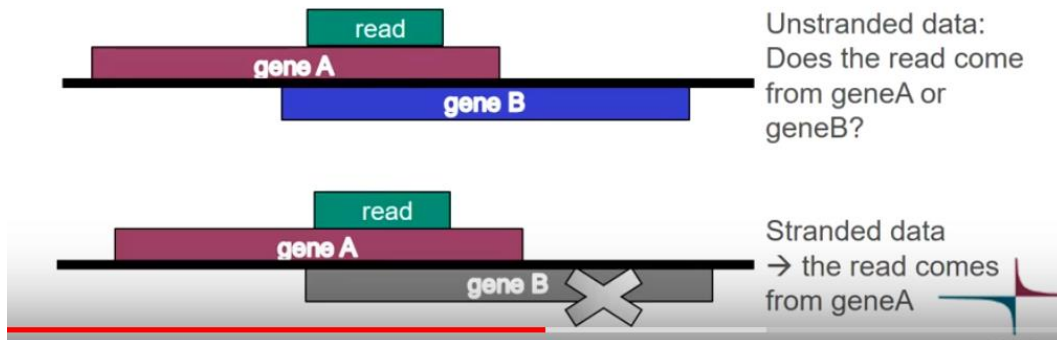 read
gene A
gene B
Unstranded data:
Does the read come
from geneA or
geneB?
read
gene A
gene B
Stranded data
→ the read comes
from geneA